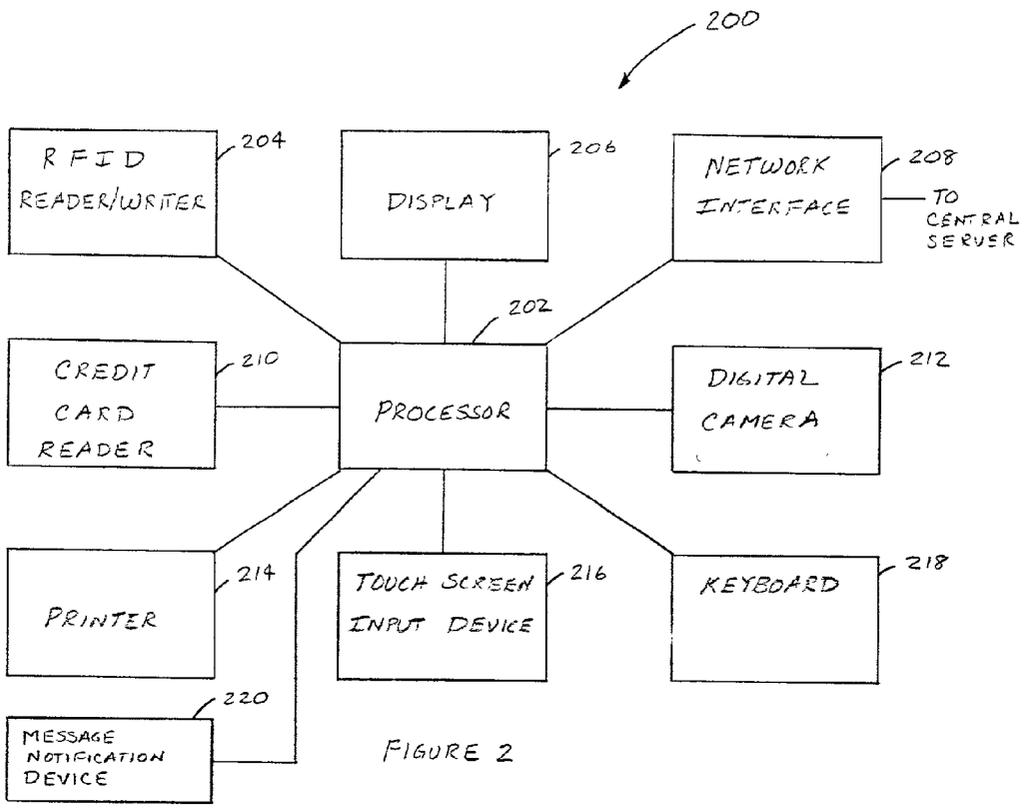 200
RFID
READER/WRITER
204
DISPLAY
206
NETWORK
INTERFACE
208
TO
CENTRAL
SERVER
202
CREDIT
CARD
READER
210
PROCESSOR
DIGITAL
CAMERA
212
PRINTER
214
TOUCH SCREEN
INPUT DEVICE
216
KEYBOARD
218
220
MESSAGE
NOTIFICATION
DEVICE
FIGURE 2